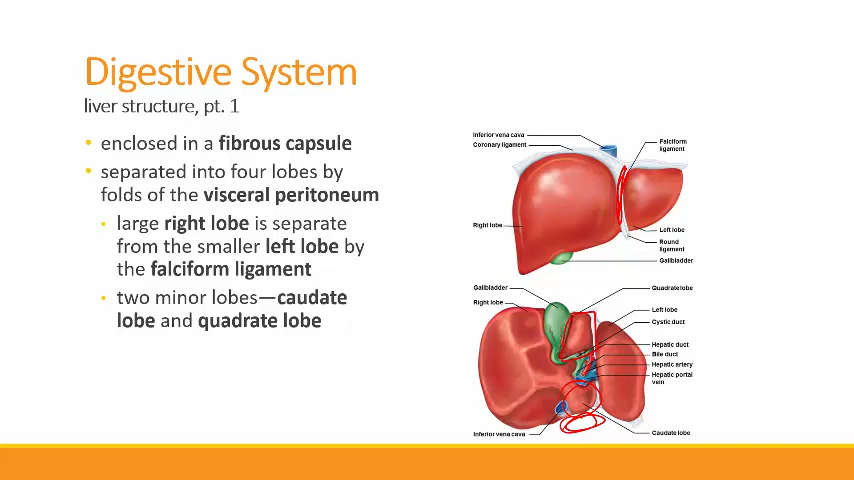 Digestive System
liver structure, pt. 1
• enclosed in a fibrous capsule
• separated into four lobes by
folds of the visceral peritoneum
• large right lobe is separate
from the smaller left lobe by
the falciform ligament
• two minor lobes—caudate
lobe and quadrate lobe
Inferior vena cava
Coronary ligament
Falciform
ligament
Right lobe
Left lobe
Round
ligament
Gallbladder
Gallbladder
Right lobe
Quadrate lobe
Left lobe
Cystic duct
Hepatic duct
Bile duct
Hepatic artery
Hepatic portal
vein
Inferior vena cava
Caudate lobe